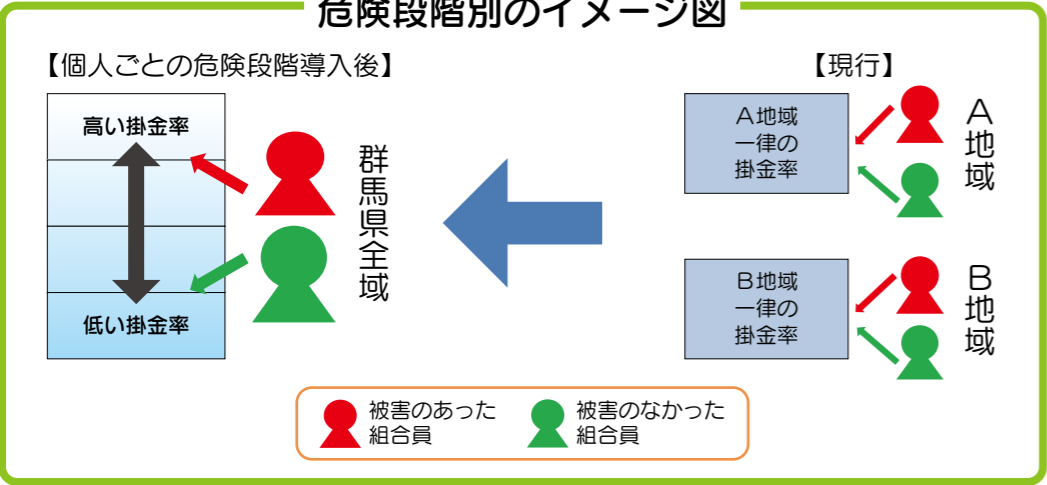 危険段階別のイメージ図
【個人ごとの危険段階導入後】
高い掛金率
低い掛金率
群馬県全域
【現行】
A地域
一律の
掛金率
A地域
B地域
一律の
掛金率
B地域
被害のあった
組合員
被害のなかった
組合員